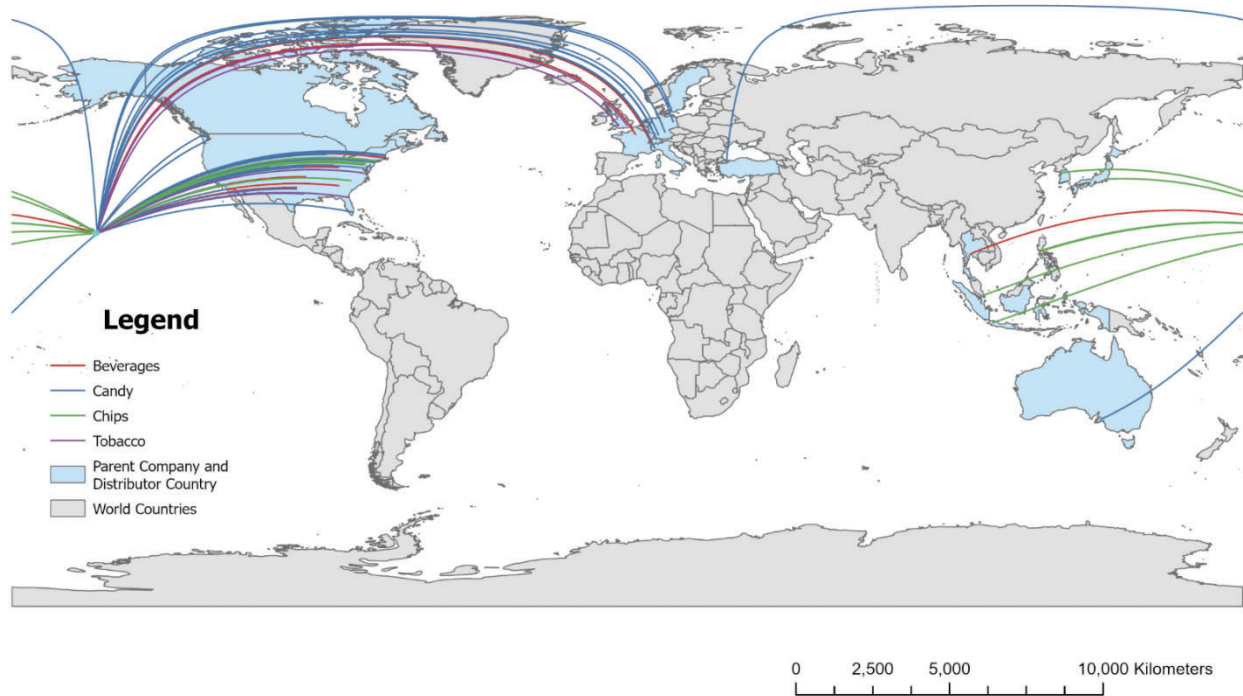 Legend
Beverages
Candy
Chips
Tobacco
Parent Company and
Distributor Country
World Countries
0 2,500 5,000 10,000 Kilometers